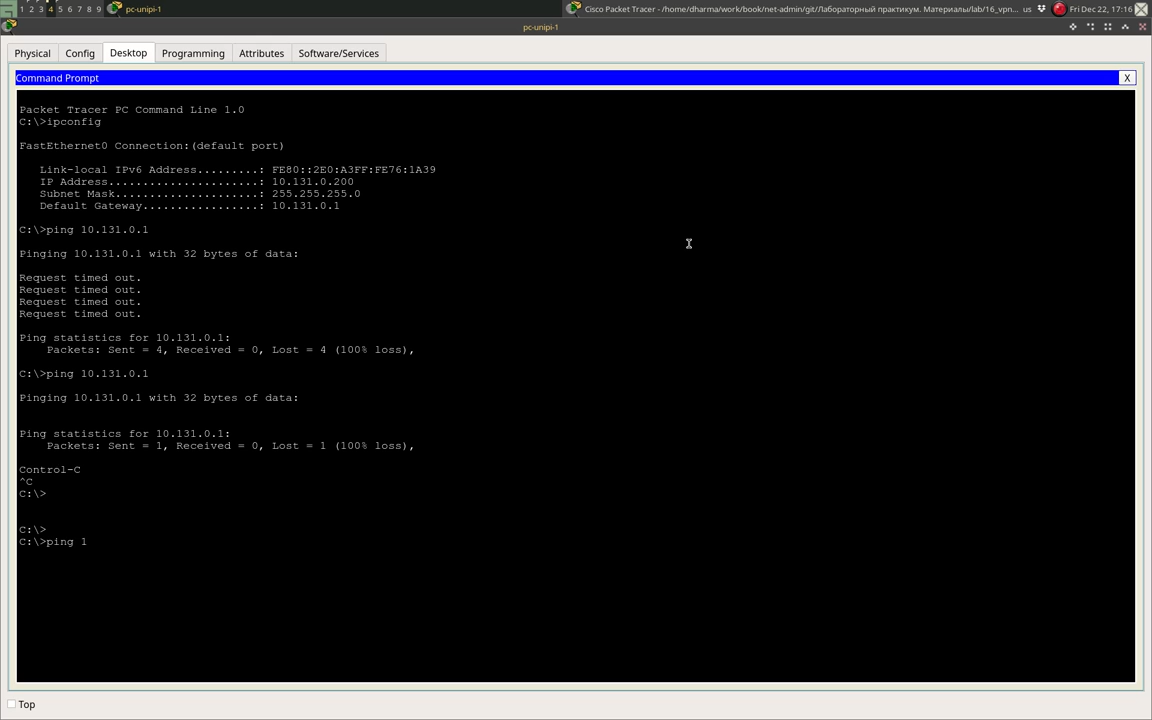 1 2 3 4 5 6 7 8 9 pc-unipi-1 Cisco Packet Tracer - /home/dharma/work/book/net-admin/git/Лабораторный практикум. Материалы/lab/16_vpn... us Fri Dec 22, 17:16
pc-unipi-1
Physical Config Desktop Programming Attributes Software/Services
Command Prompt X
Packet Tracer PC Command Line 1.0
C:\>ipconfig
FastEthernet0 Connection:(default port)
Link-local IPv6 Address.........: FE80::2E0:A3FF:FE76:1A39
IP Address......................: 10.131.0.200
Subnet Mask.....................: 255.255.255.0
Default Gateway.................: 10.131.0.1
C:\>ping 10.131.0.1
Pinging 10.131.0.1 with 32 bytes of data:
Request timed out.
Request timed out.
Request timed out.
Request timed out.
Ping statistics for 10.131.0.1:
Packets: Sent = 4, Received = 0, Lost = 4 (100% loss),
C:\>ping 10.131.0.1
Pinging 10.131.0.1 with 32 bytes of data:
Ping statistics for 10.131.0.1:
Packets: Sent = 1, Received = 0, Lost = 1 (100% loss),
Control-C
^C
C:\>
C:\>
C:\>ping 1
Top